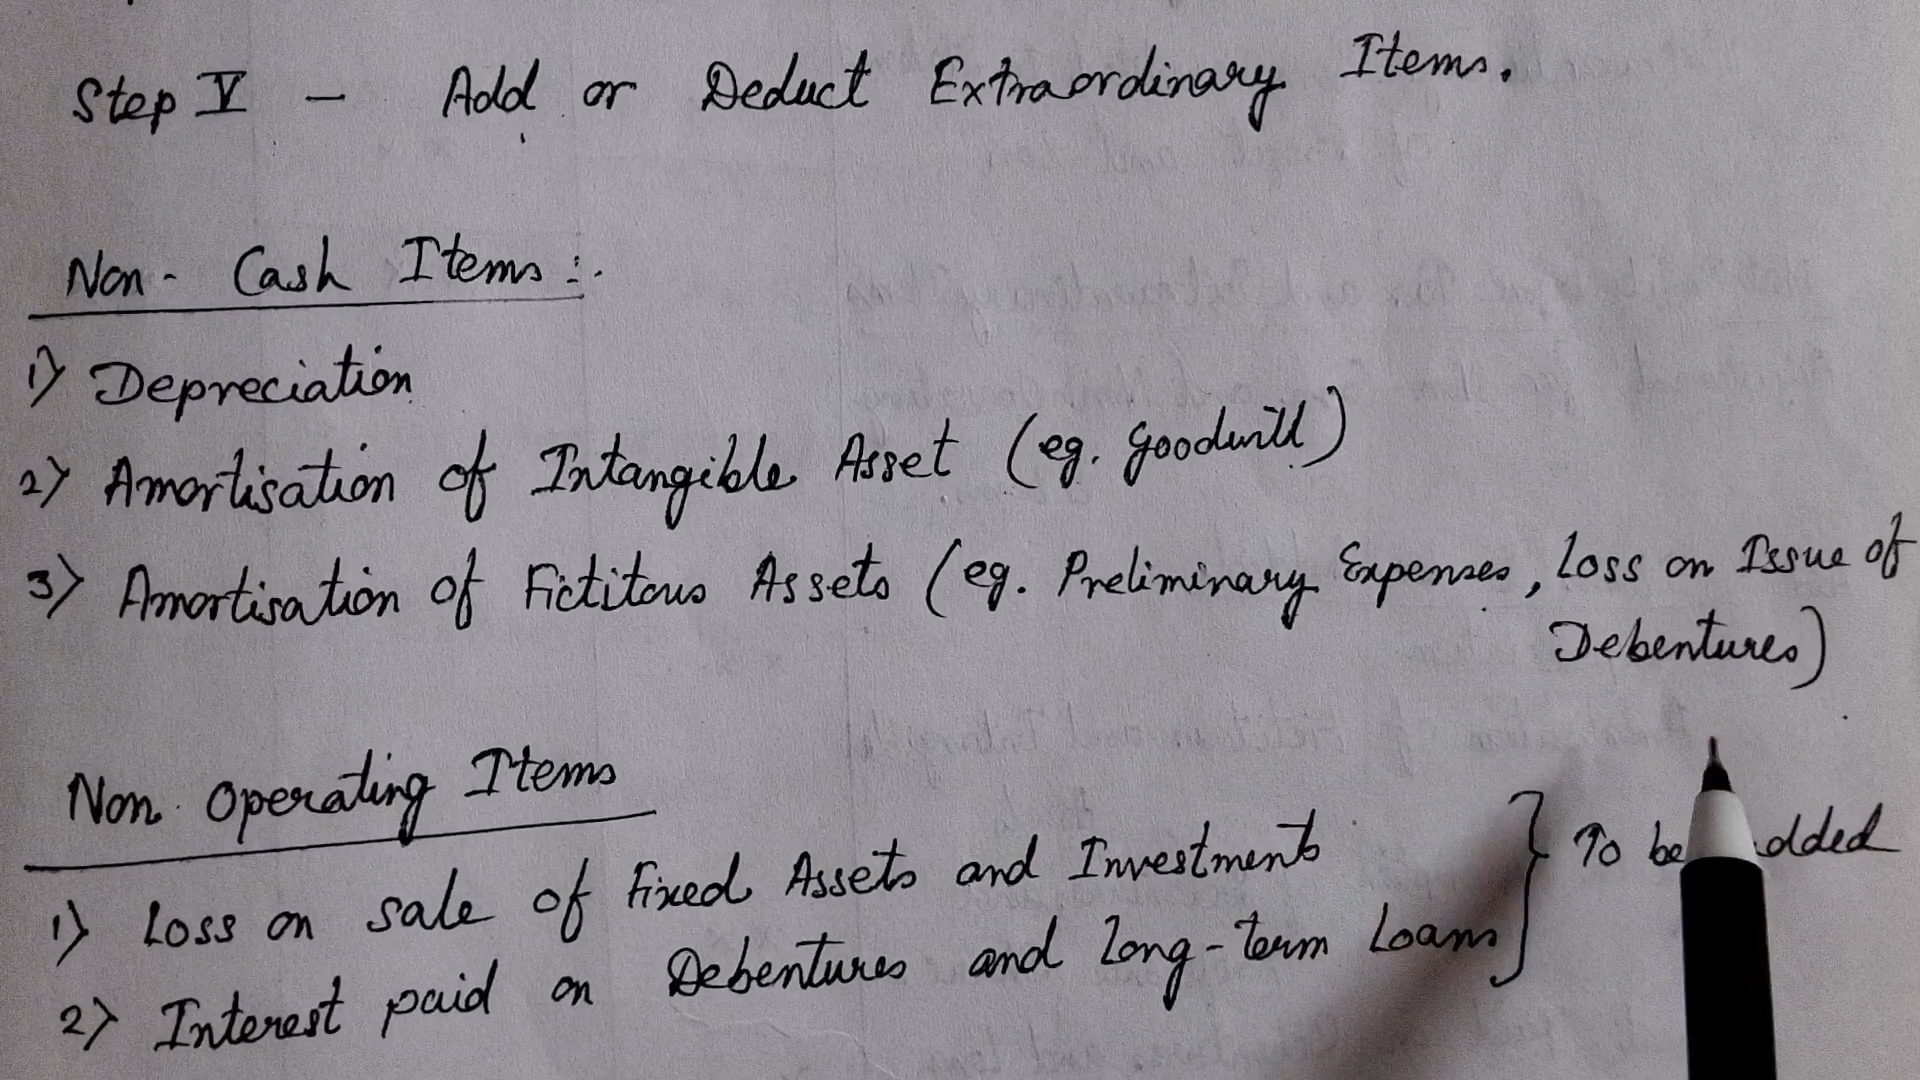 Step V - Add or Deduct Extraordinary Items.
Non- Cash Items :.
1) Depreciation
2) Amortisation of Intangible Asset (eg. Goodwill)
3) Amortisation of Fictitous Assets (eg. Preliminary Expenses, Loss on Issue of
Debentures)
Non Operating Items
1) Loss on sale of Fixed Assets and Investments
2) Interest paid on Debentures and Long-term Loans
} To be